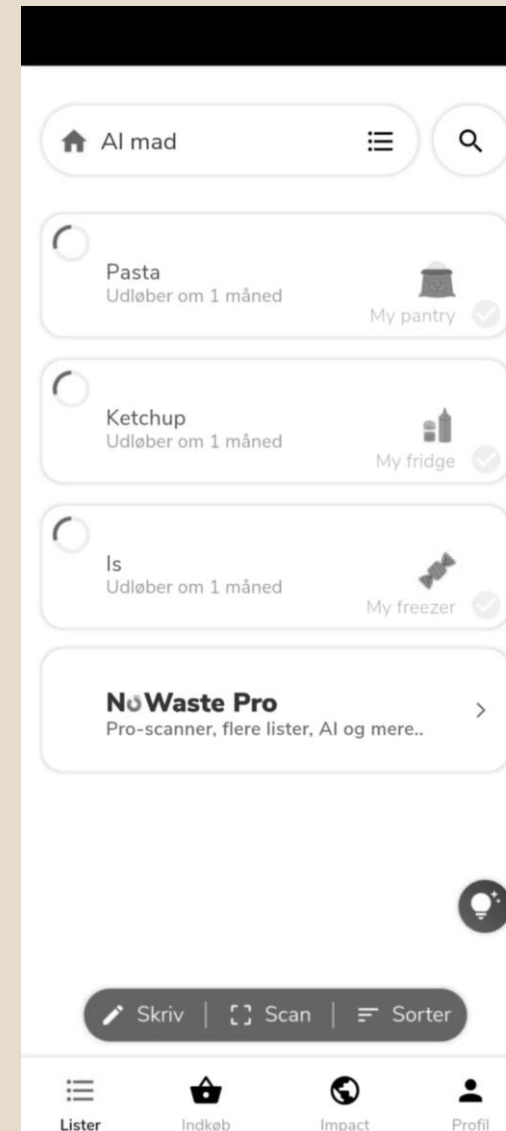 Al mad
Pasta
Udløber om 1 måned
My pantry
Ketchup
Udløber om 1 måned
My fridge
Is
Udløber om 1 måned
My freezer
NoWaste Pro
Pro-scanner, flere lister, AI og mere..
Skriv | Scan | Sorter
Lister Indkøb Impact Profil